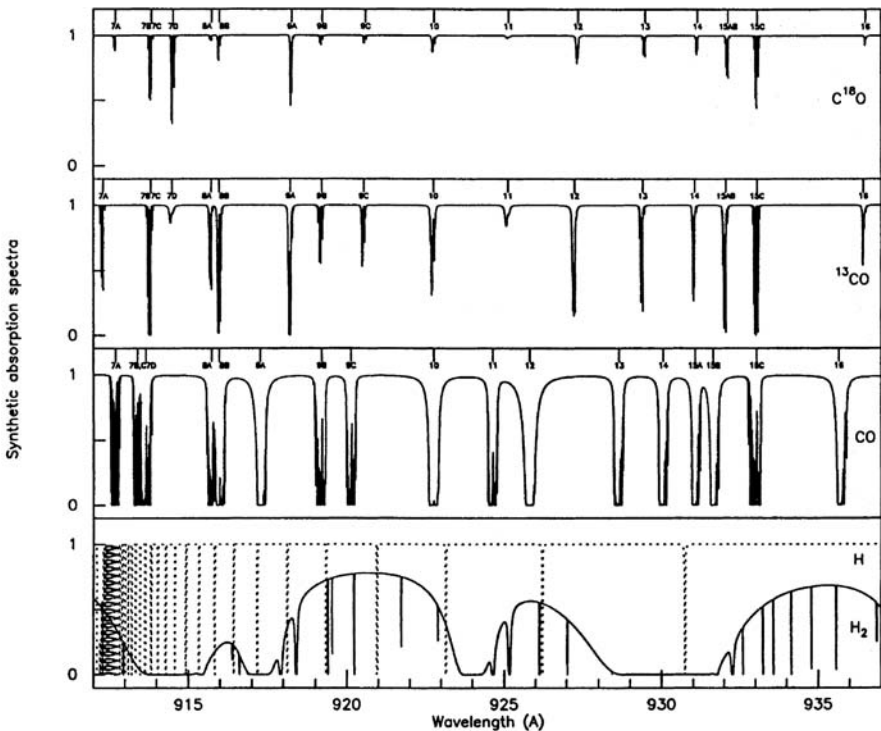 7A 7B7C 7D 8A 8B 9A 9B 9C 10 11 12 13 14 15AB 15C 16
1
C18O
0
7A 7B7C 7D 8A 8B 9A 9B 9C 10 11 12 13 14 15AB 15C 16
1
13CO
0
7A 7B,C7D 8A 8B 9A 9B 9C 10 11 12 13 14 15A 15B 15C 16
1
CO
0
1
H
H2
0
915 920 925 930 935
Wavelength (A)
Synthetic absorption spectra